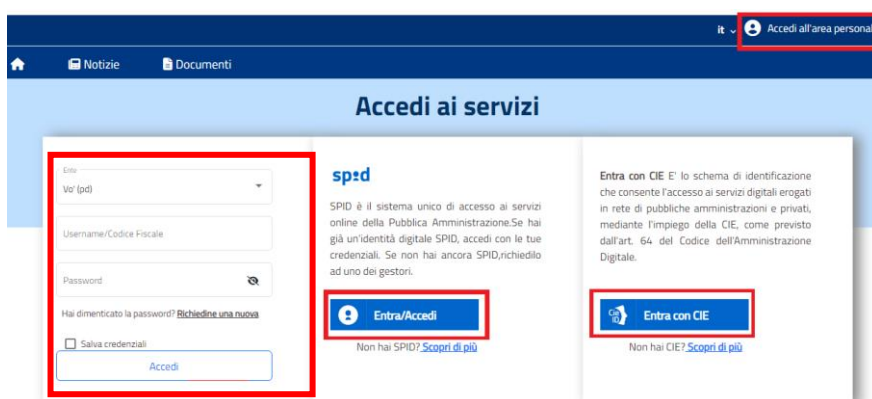 it
Accedi all'area personal
Notizie
Documenti
Accedi ai servizi
Ente
Vo' (pd)
Username/Codice Fiscale
Password
Hai dimenticato la password? RIchiedine una nuova
Salva credenziali
Accedi
sp:d
SPID è il sistema unico di accesso ai servizi
online della Pubblica Amministrazione.Se hai
già un'identità digitale SPID, accedi con le tue
credenziali. Se non hai ancora SPID,richiedilo
ad uno dei gestori.
Entra/Accedi
Non hai SPID? Scopri di più
Entra con CIE E' lo schema di identificazione
che consente l'accesso ai servizi digitali erogati
in rete di pubbliche amministrazioni e privati,
mediante l'impiego della CIE, come previsto
dall'art. 64 del Codice dell'Amministrazione
Digitale.
Entra con CIE
Non hai CIE? Scopri di più